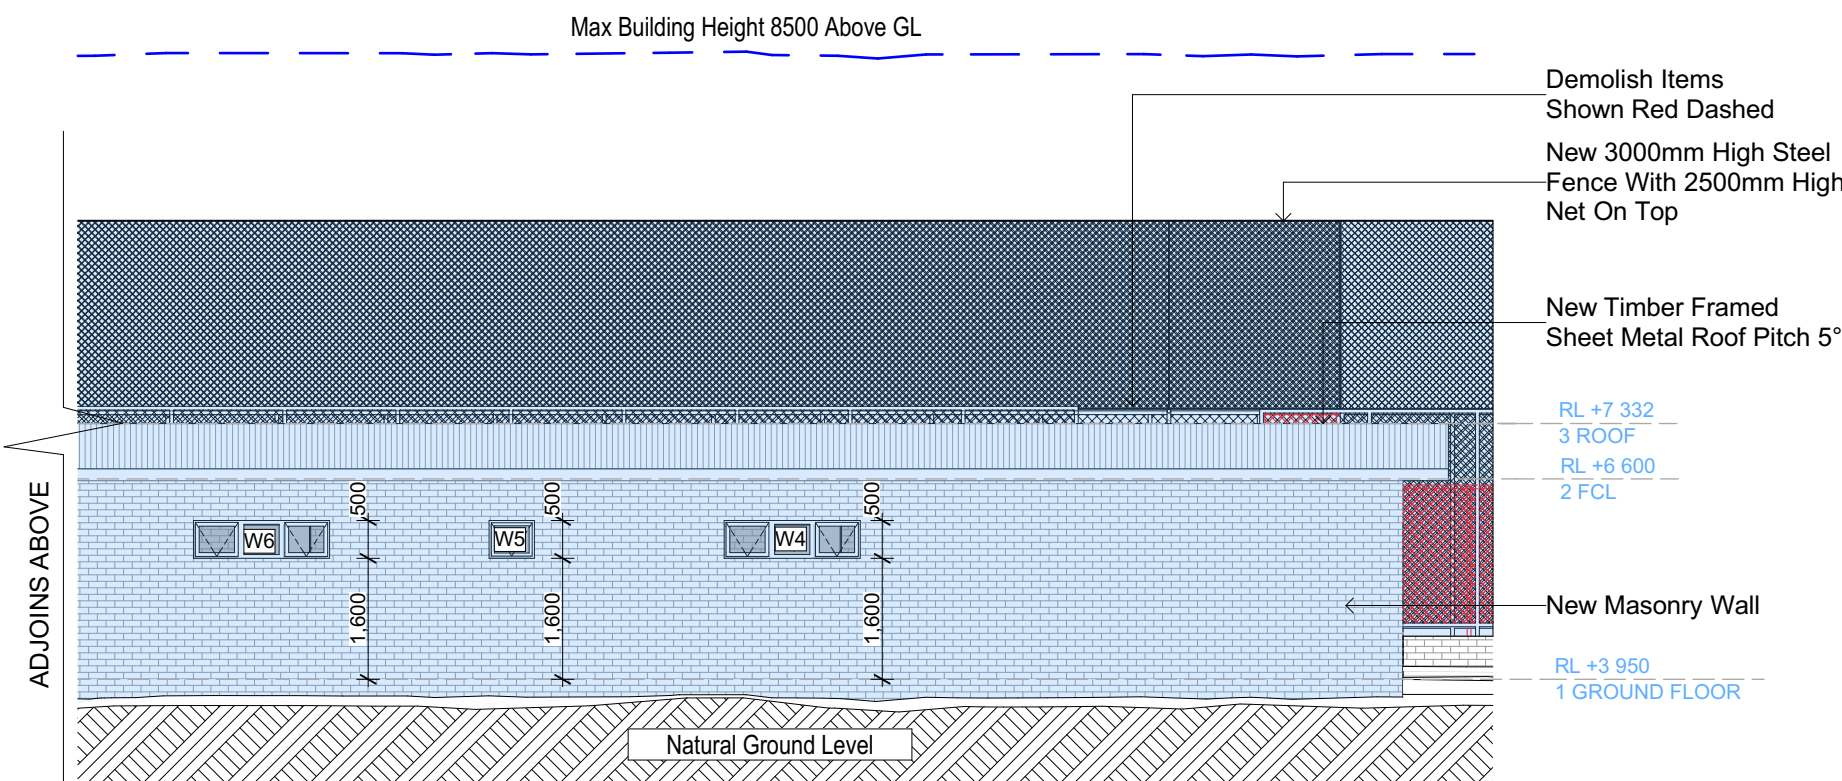 Max Building Height 8500 Above GL
Demolish Items
Shown Red Dashed
New 3000mm High Steel
Fence With 2500mm High
Net On Top
New Timber Framed
Sheet Metal Roof Pitch 5°
RL +7 332
3 ROOF
RL +6 600
2 FCL
500
500
500
W6
W5
W4
1,600
1,600
1,600
New Masonry Wall
ADJOINS ABOVE
RL +3 950
1 GROUND FLOOR
Natural Ground Level